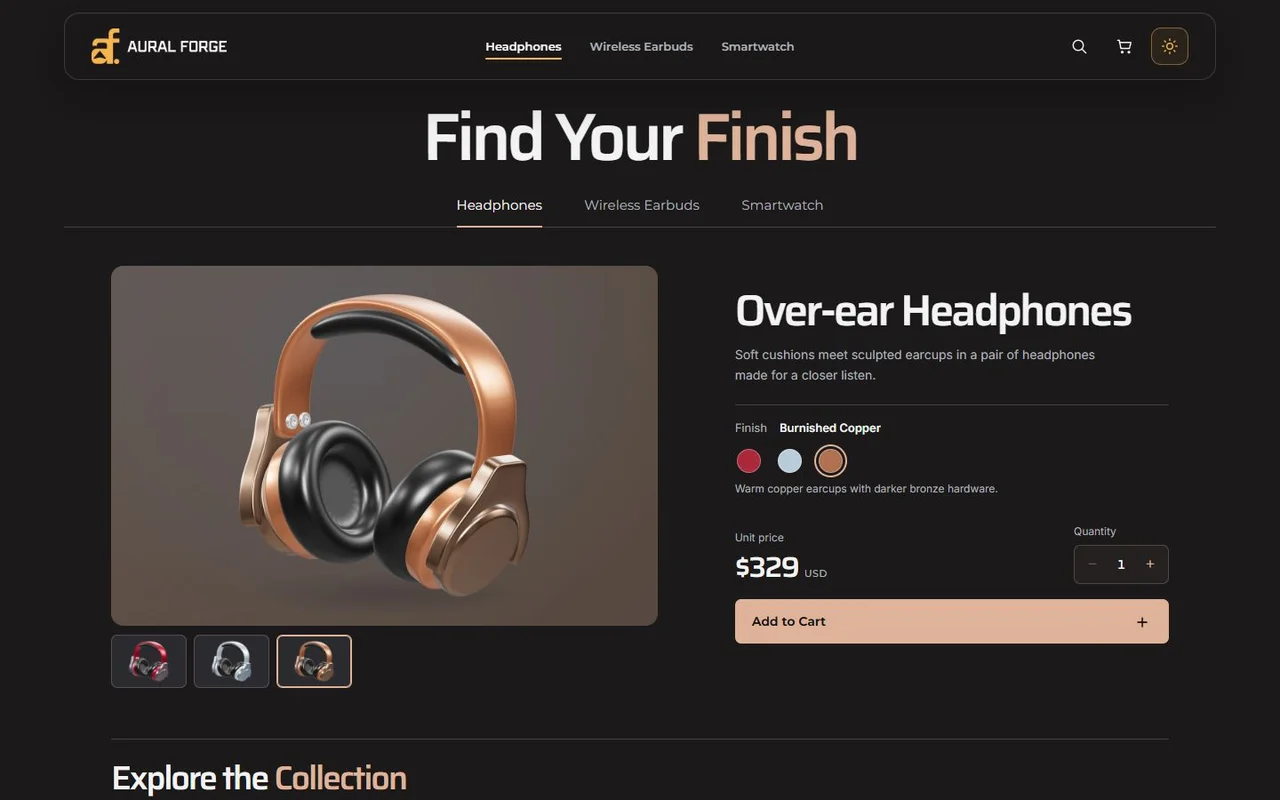 af.
AURAL FORGE
Headphones Wireless Earbuds Smartwatch
Find Your Finish
Headphones Wireless Earbuds Smartwatch
Over-ear Headphones
Soft cushions meet sculpted earcups in a pair of headphones
made for a closer listen.
Finish Burnished Copper
Warm copper earcups with darker bronze hardware.
Unit price
$329 USD
Quantity
− 1 +
Add to Cart +
Explore the Collection